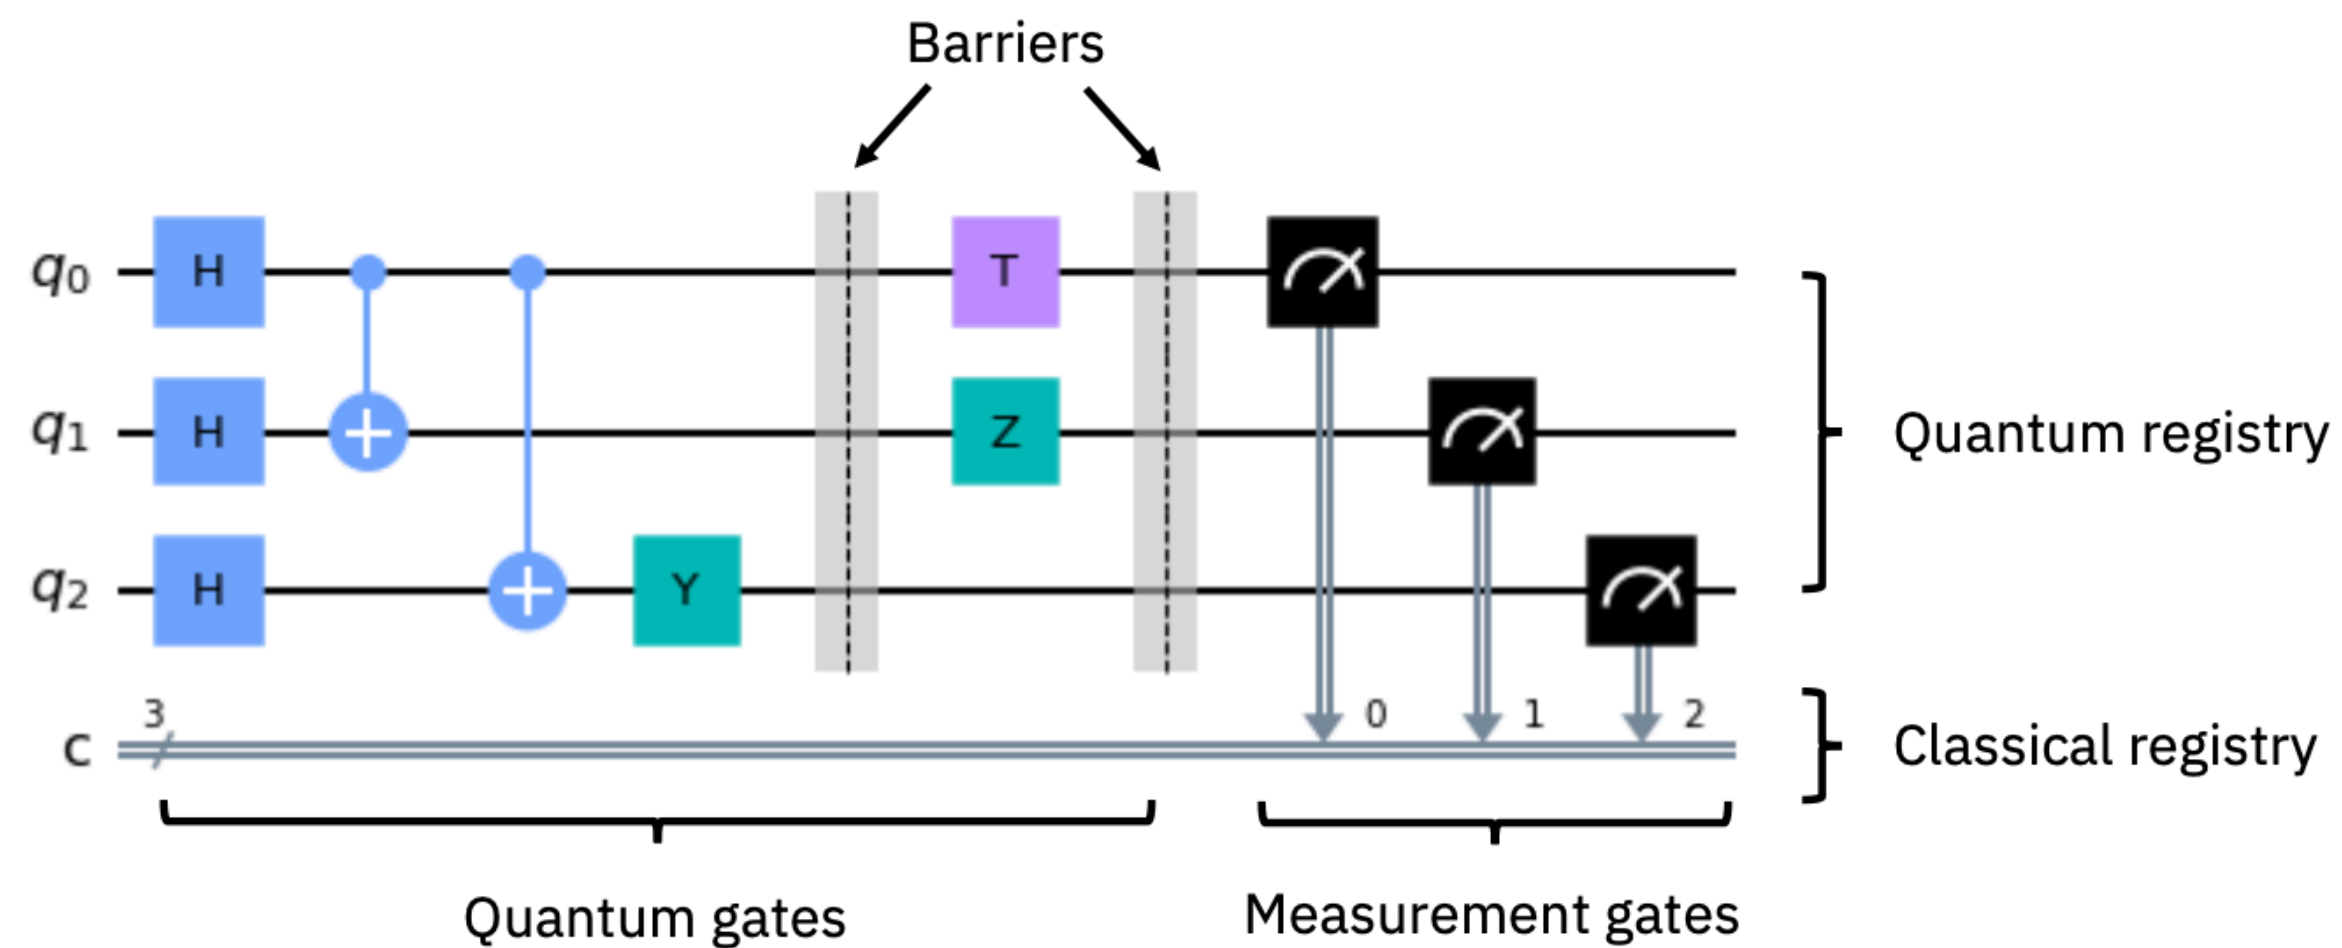 Barriers
q0 H T
q1 H Z Quantum registry
q2 H Y
3 0 1 2
C Classical registry
Quantum gates Measurement gates